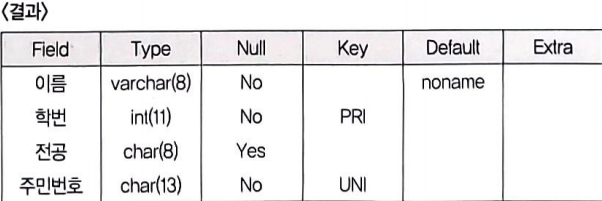 〈결과〉
Field Type Null Key Default Extra
이름 varchar(8) No noname
학번 int(11) No PRI
전공 char(8) Yes
주민번호 char(13) No UNI